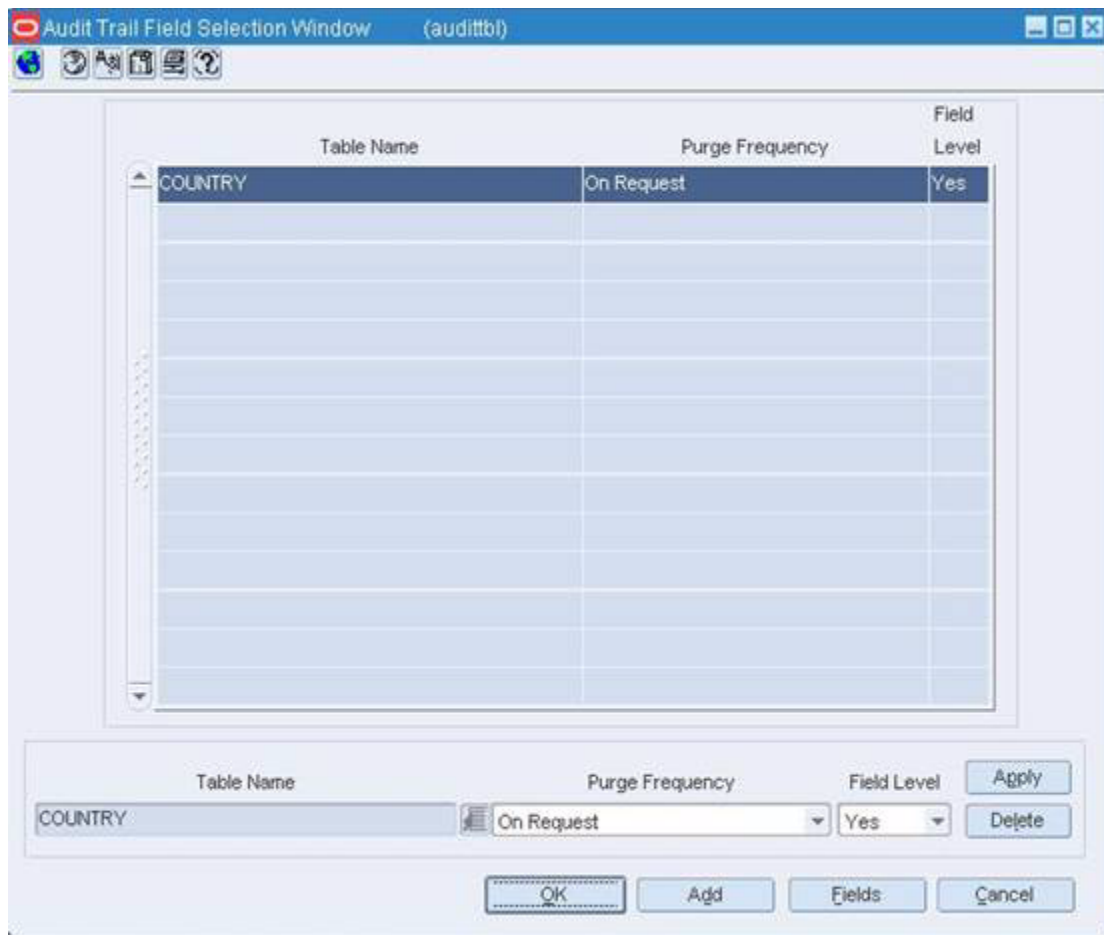 Audit Trail Field Selection Window (audittbl)
Field
Table Name Purge Frequency Level
COUNTRY On Request Yes
Table Name Purge Frequency Field Level Apply
COUNTRY On Request Yes Delete
OK Add Fields Cancel